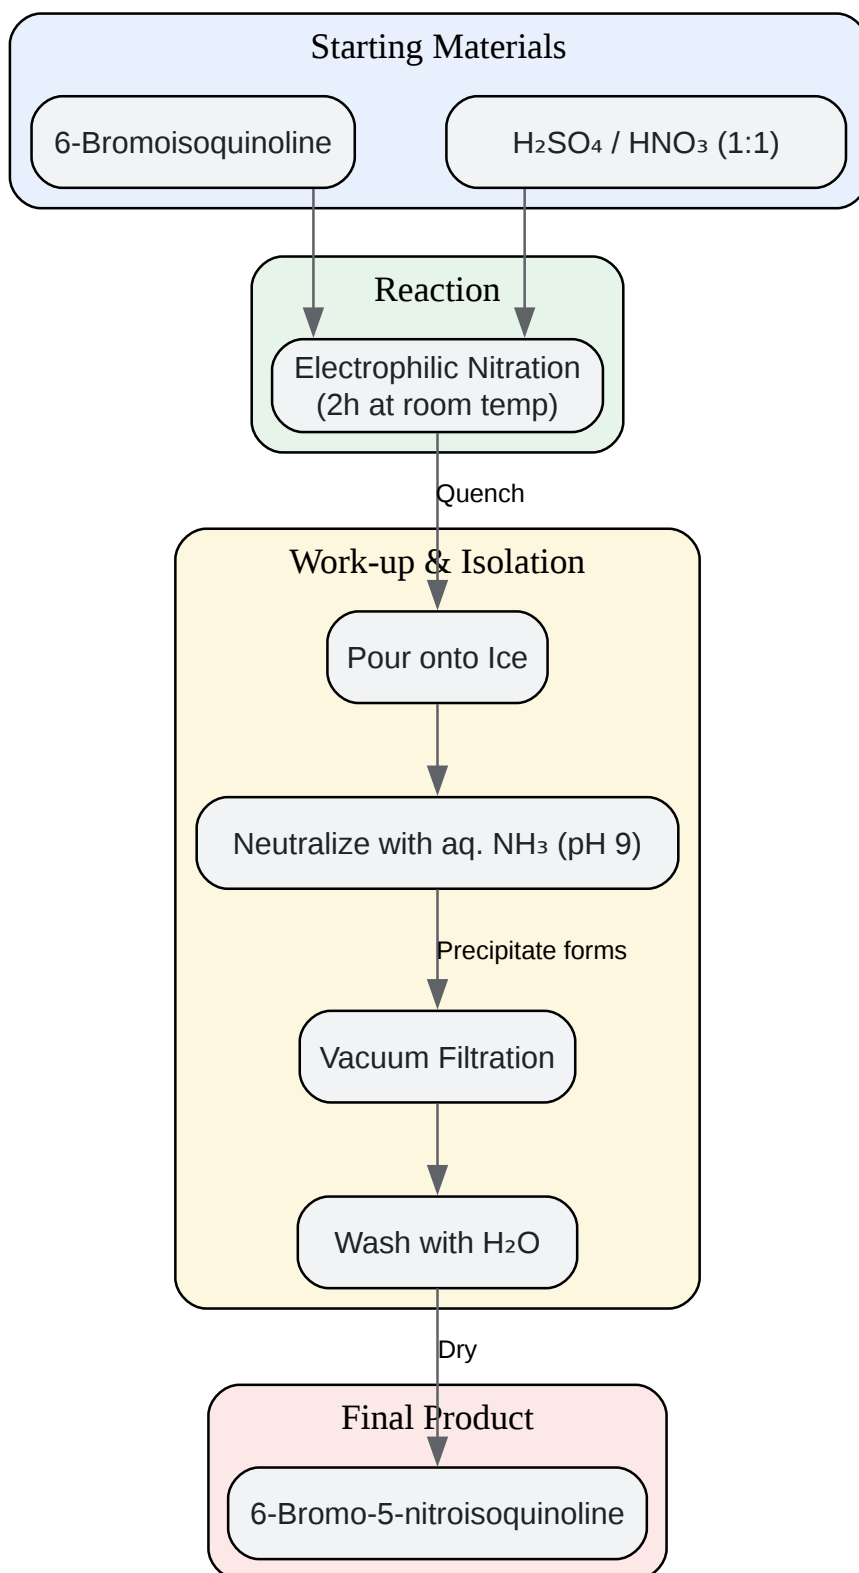 Starting Materials
6-Bromoisoquinoline
H₂SO₄ / HNO₃ (1:1)
Reaction
Electrophilic Nitration
(2h at room temp)
Quench
Work-up & Isolation
Pour onto Ice
Neutralize with aq. NH₃ (pH 9)
Precipitate forms
Vacuum Filtration
Wash with H₂O
Dry
Final Product
6-Bromo-5-nitroisoquinoline